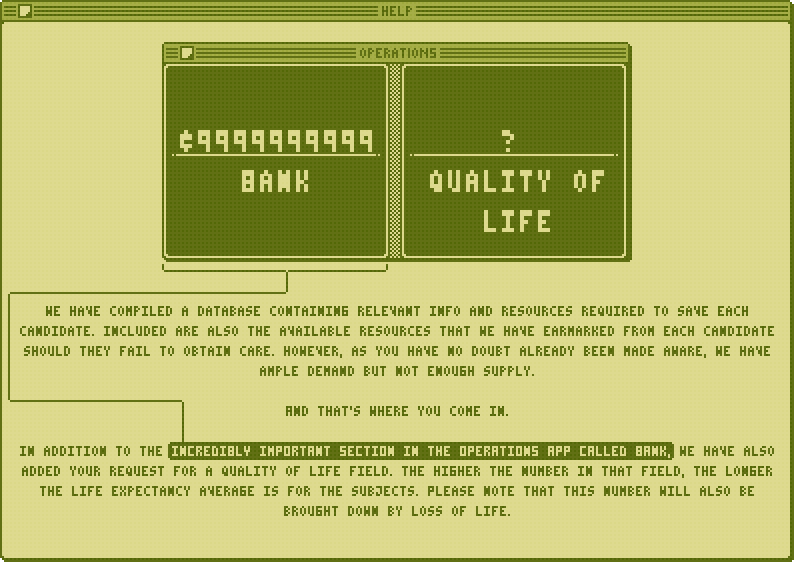 HELP
OPERATIONS
¢9999999999
BANK
?
QUALITY OF
LIFE
WE HAVE COMPILED A DATABASE CONTAINING RELEVANT INFO AND RESOURCES REQUIRED TO SAVE EACH
CANDIDATE. INCLUDED ARE ALSO THE AVAILABLE RESOURCES THAT WE HAVE EARMARKED FROM EACH CANDIDATE
SHOULD THEY FAIL TO OBTAIN CARE. HOWEVER, AS YOU HAVE NO DOUBT ALREADY BEEN MADE AWARE, WE HAVE
AMPLE DEMAND BUT NOT ENOUGH SUPPLY.
AND THAT'S WHERE YOU COME IN.
IN ADDITION TO THE INCREDIBLY IMPORTANT SECTION IN THE OPERATIONS APP CALLED BANK, WE HAVE ALSO
ADDED YOUR REQUEST FOR A QUALITY OF LIFE FIELD. THE HIGHER THE NUMBER IN THAT FIELD, THE LONGER
THE LIFE EXPECTANCY AVERAGE IS FOR THE SUBJECTS. PLEASE NOTE THAT THIS NUMBER WILL ALSO BE
BROUGHT DOWN BY LOSS OF LIFE.